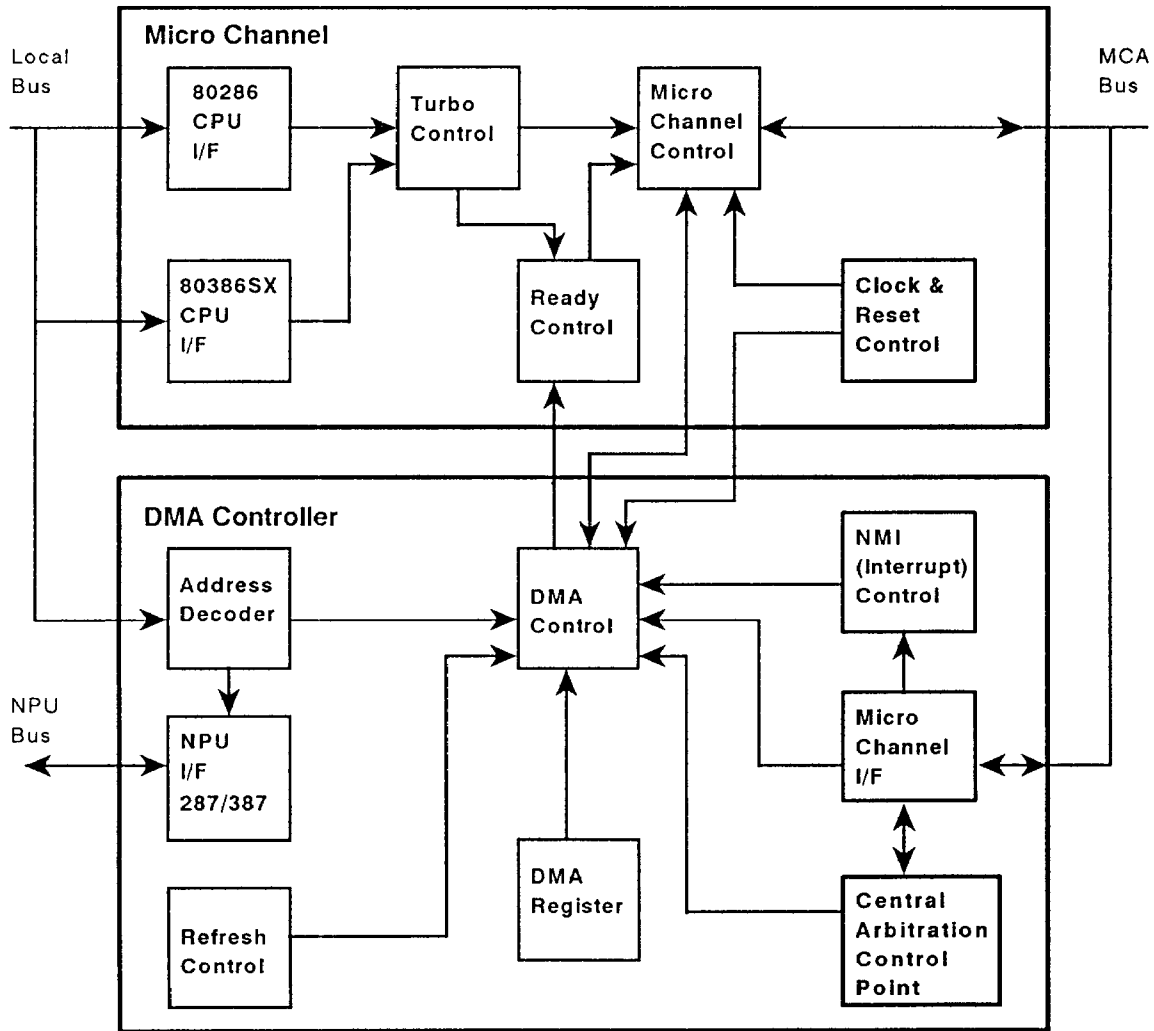 Micro Channel
Local
Bus
MCA
Bus
80286
CPU
I/F
Turbo
Control
Micro
Channel
Control
80386SX
CPU
I/F
Ready
Control
Clock &
Reset
Control
DMA Controller
Address
Decoder
DMA
Control
NMI
(Interrupt)
Control
NPU
Bus
NPU
I/F
287/387
Micro
Channel
I/F
DMA
Register
Refresh
Control
Central
Arbitration
Control
Point